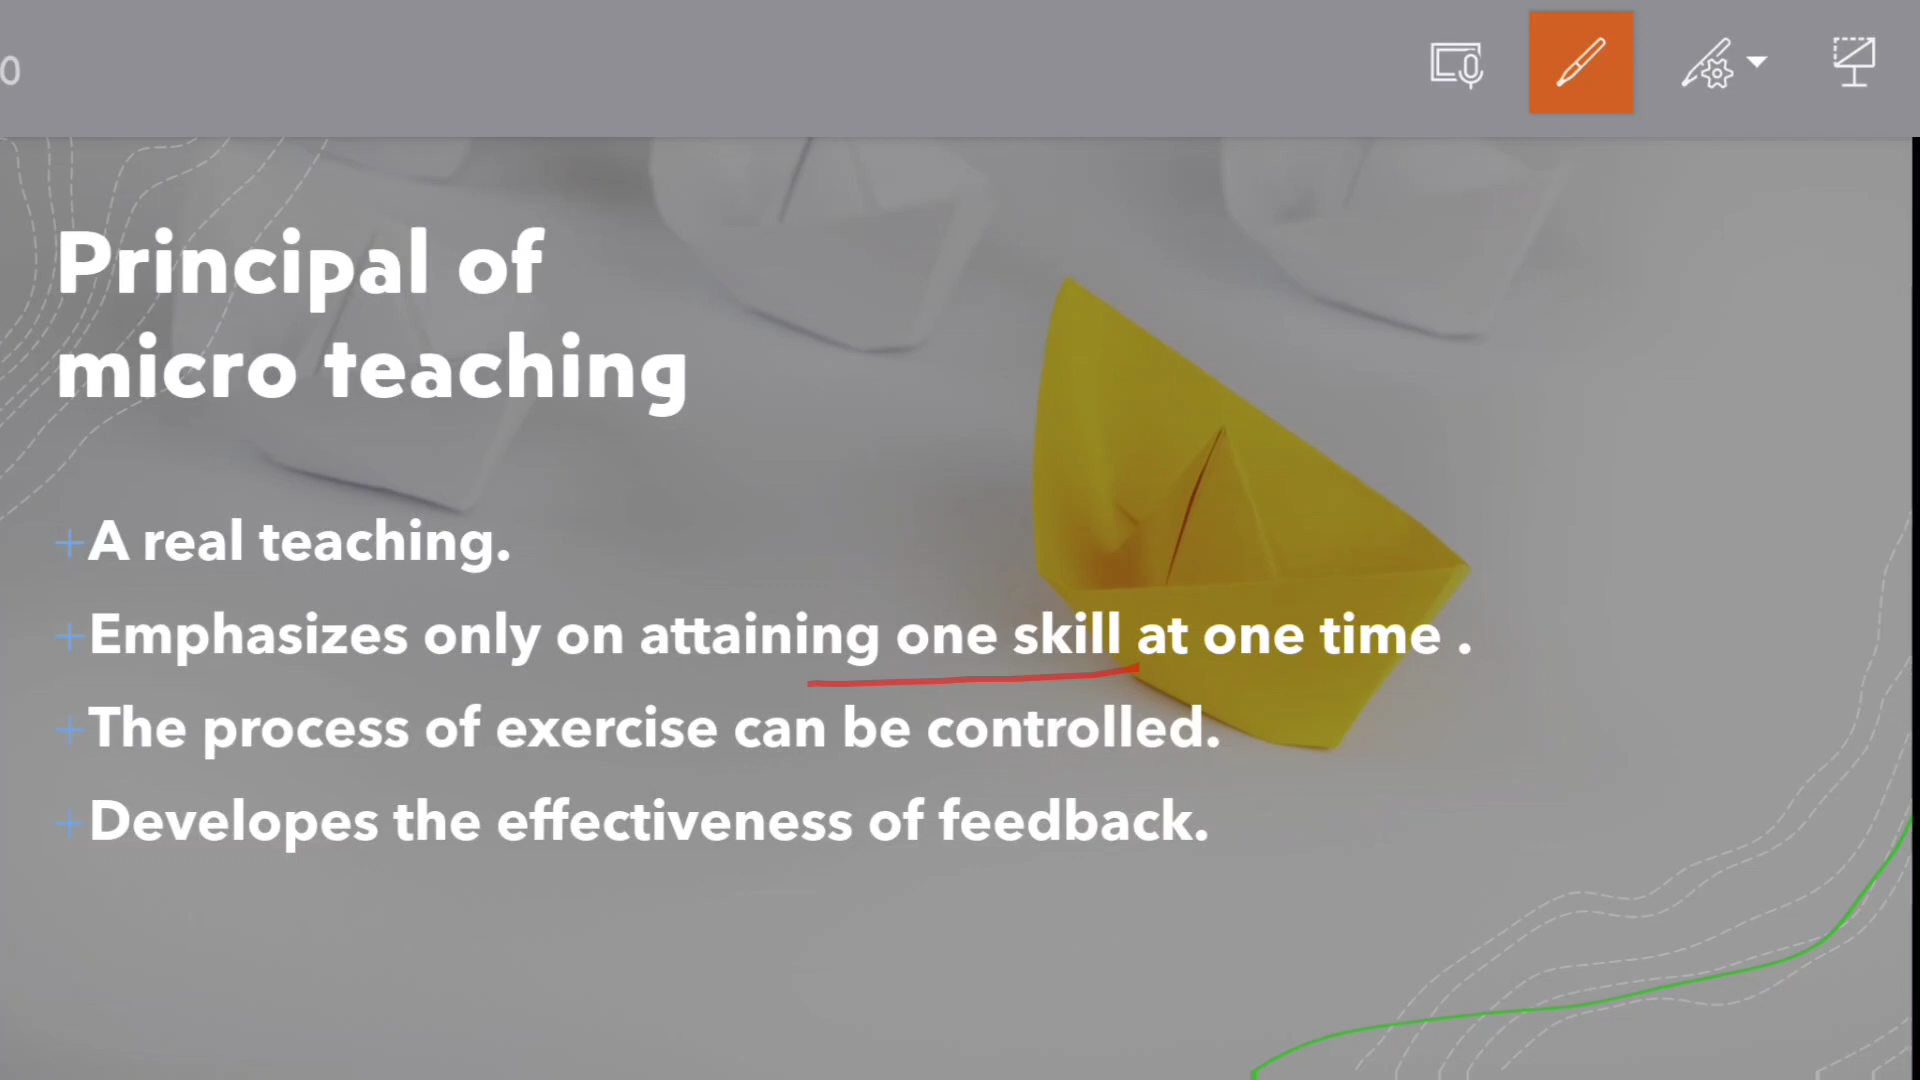 0
Principal of
micro teaching
+A real teaching.
+Emphasizes only on attaining one skill at one time .
+The process of exercise can be controlled.
+Developes the effectiveness of feedback.